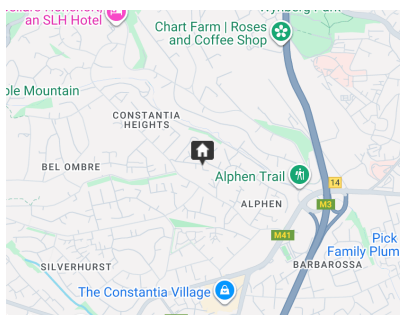 an SLH Hotel
Chart Farm | Roses
and Coffee Shop
ble Mountain
CONSTANTIA
HEIGHTS
BEL OMBRE
Alphen Trail
14
M3
ALPHEN
M41
Pick
Family Plum
BARBAROSSA
SILVERHURST
The Constantia Village